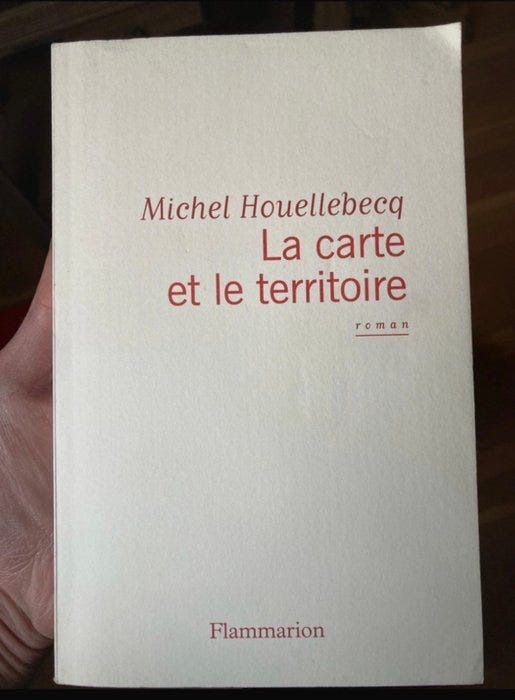 Michel Houellebecq
La carte
et le territoire
roman
Flammarion